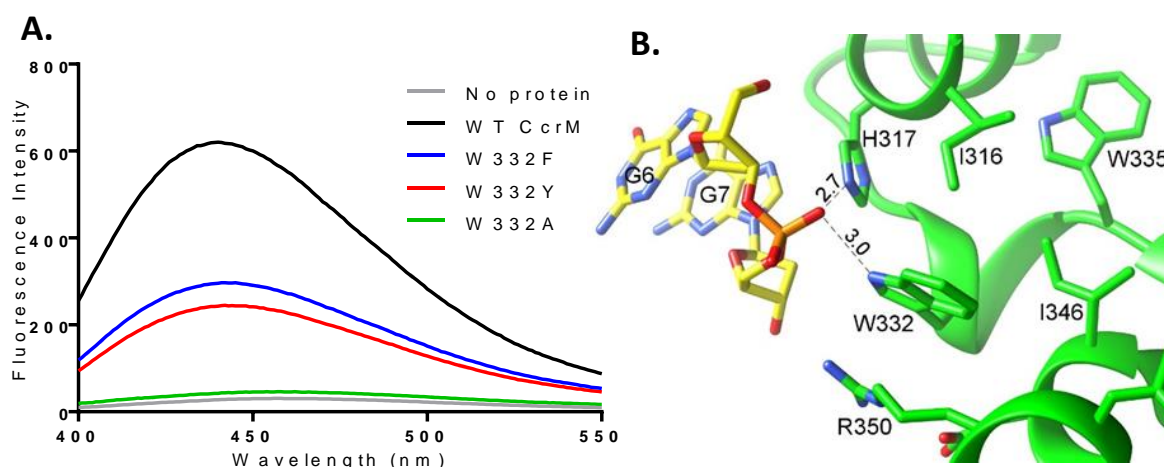 A.
800
600
400
200
0
400
450
500
550
Fluorescence Intensity
Wavelength (nm)
No protein
WT CcrM
W332F
W332Y
W332A
B.
G6
G7
2.7
3.0
H317
I316
W335
W332
I346
R350